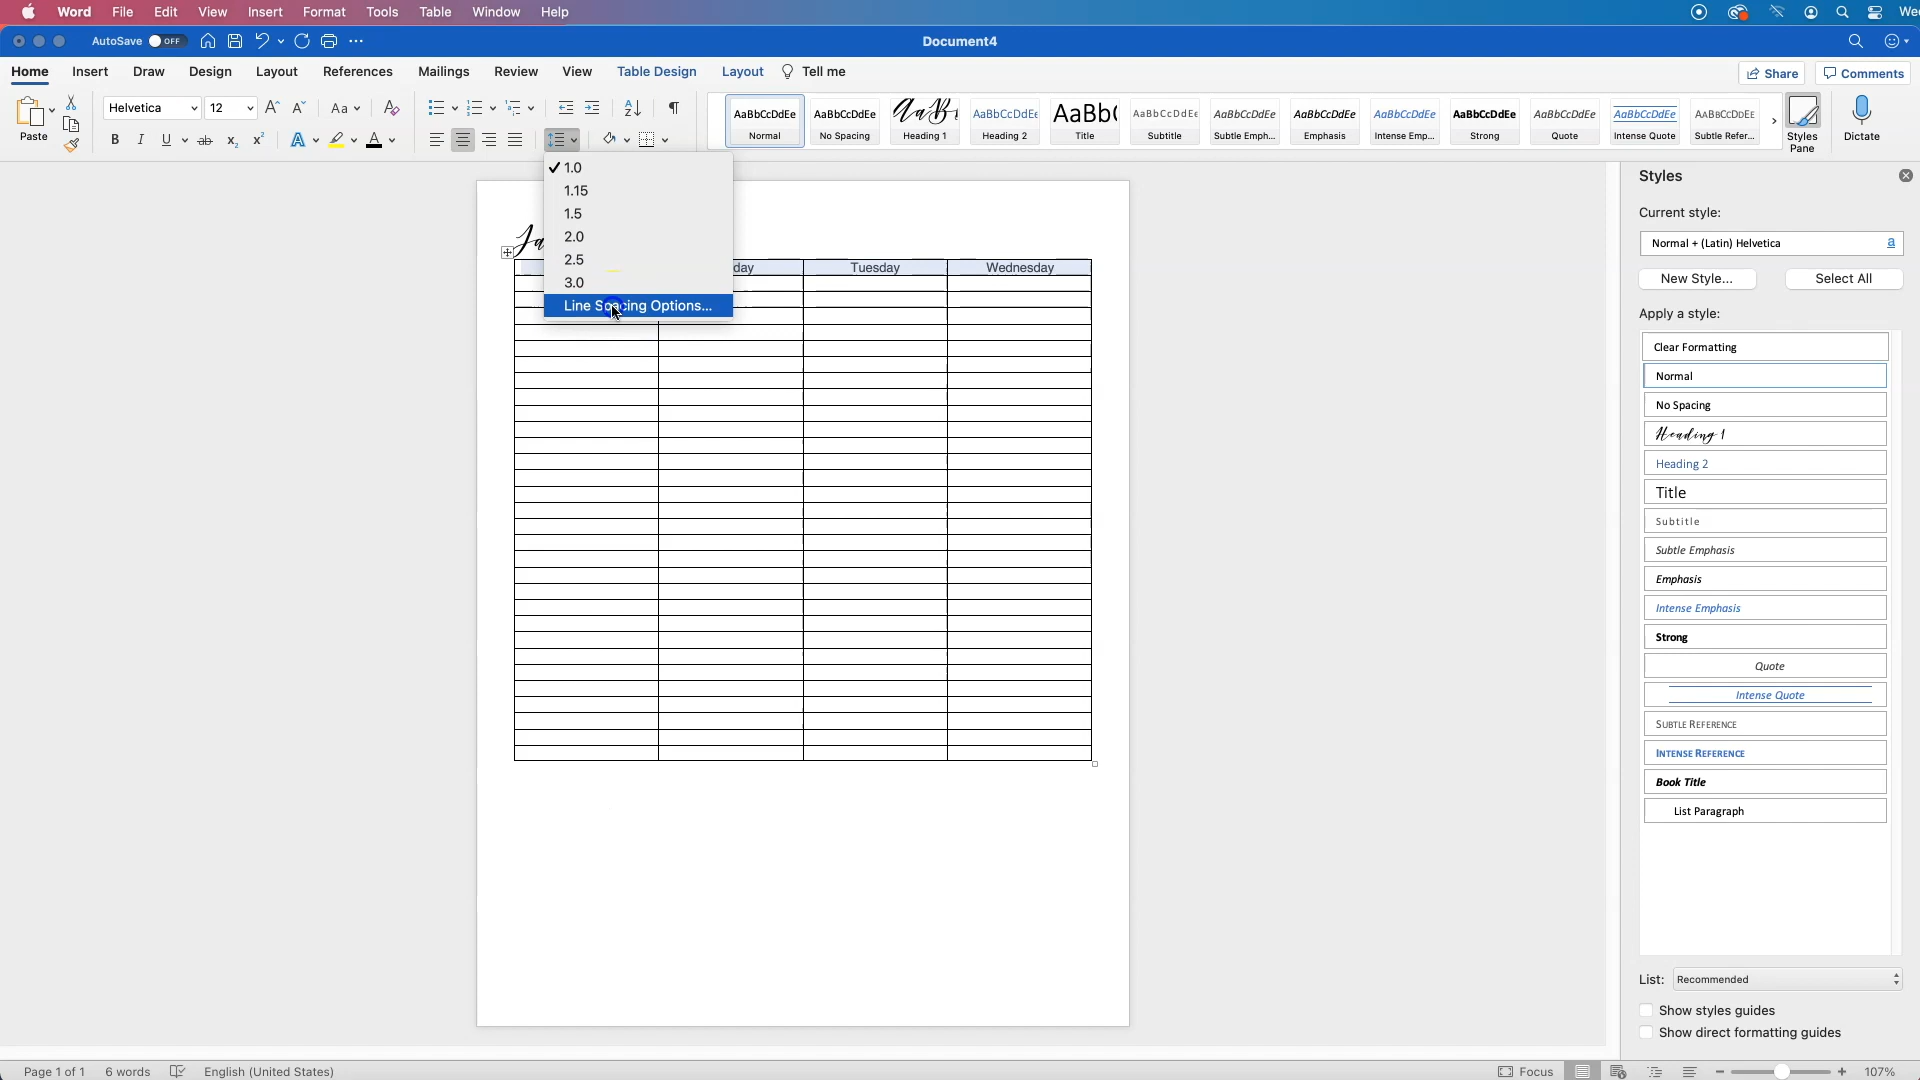 Word File Edit View Insert Format Tools Table Window Help
AutoSave OFF
Document4
Home Insert Draw Design Layout References Mailings Review View Table Design Layout Tell me
Share Comments
Paste
Helvetica 12
Aa
B I U ab x₂ x² A A
AaBbCcDdEe Normal
AaBbCcDdEe No Spacing
Heading 1
AaBbCcDdEe Heading 2
Title
AaBbCcDdEe Subtitle
AaBbCcDdEe Subtle Emph...
AaBbCcDdEe Emphasis
AaBbCcDdEe Intense Emp...
AaBbCcDdEe Strong
AaBbCcDdEe Quote
AaBbCcDdEe Intense Quote
AaBbCcDdEe Subtle Refer...
Styles Pane
Dictate
1.0
1.15
1.5
2.0
2.5
3.0
Line Spacing Options...
Ja
day Tuesday Wednesday
Styles
Current style:
Normal + (Latin) Helvetica a
New Style... Select All
Apply a style:
Clear Formatting
Normal
No Spacing
Heading 1
Heading 2
Title
Subtitle
Subtle Emphasis
Emphasis
Intense Emphasis
Strong
Quote
Intense Quote
SUBTLE REFERENCE
INTENSE REFERENCE
Book Title
List Paragraph
List: Recommended
Show styles guides
Show direct formatting guides
Page 1 of 1 6 words English (United States)
Focus 107%